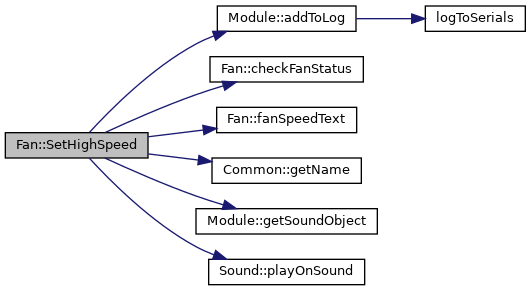 Module::addToLog
logToSerials
Fan::checkFanStatus
Fan::fanSpeedText
Fan::SetHighSpeed
Common::getName
Module::getSoundObject
Sound::playOnSound